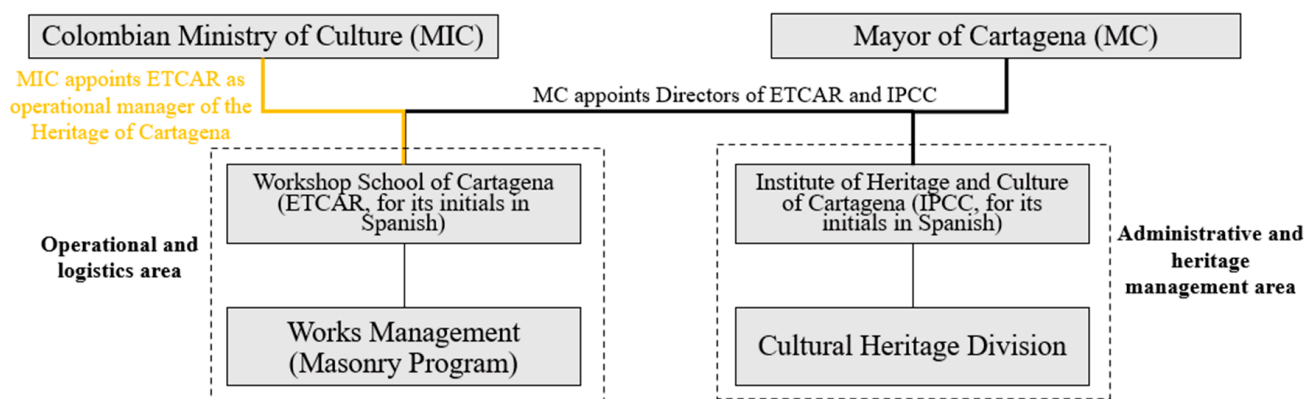 Colombian Ministry of Culture (MIC)
Mayor of Cartagena (MC)
MIC appoints ETCAR as
operational manager of the
Heritage of Cartagena
MC appoints Directors of ETCAR and IPCC
Workshop School of Cartagena
(ETCAR, for its initials in
Spanish)
Institute of Heritage and Culture
of Cartagena (IPCC, for its
initials in Spanish)
Operational and
logistics area
Administrative and
heritage
management area
Works Management
(Masonry Program)
Cultural Heritage Division